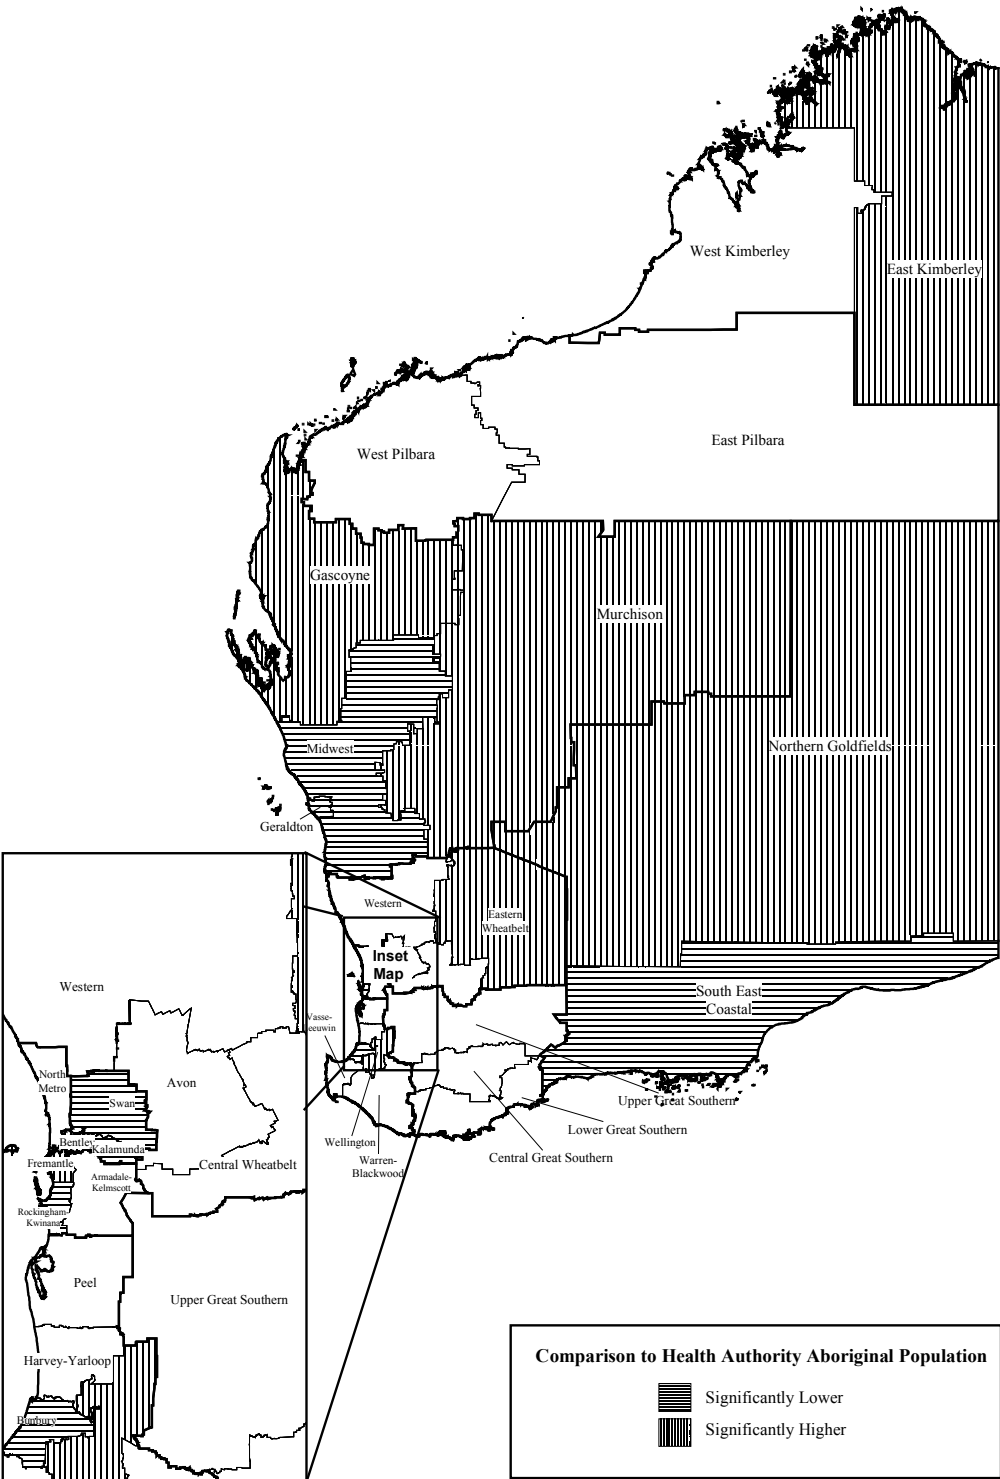 West Kimberley
East Kimberley
East Pilbara
West Pilbara
Gascoyne
Murchison
Northern Goldfields
Midwest
Geraldton
Western
Eastern
Wheatbelt
Inset
Map
South East
Coastal
Vasse-
Leeuwin
Upper Great Southern
Lower Great Southern
Central Great Southern
Wellington
Warren-
Blackwood
Western
North
Metro
Avon
Swan
Bentley
Kalamunda
Fremantle
Central Wheatbelt
Armadale-
Kelmscott
Rockingham-
Kwinana
Peel
Upper Great Southern
Harvey-Yarloop
Bunbury
Comparison to Health Authority Aboriginal Population
Significantly Lower
Significantly Higher